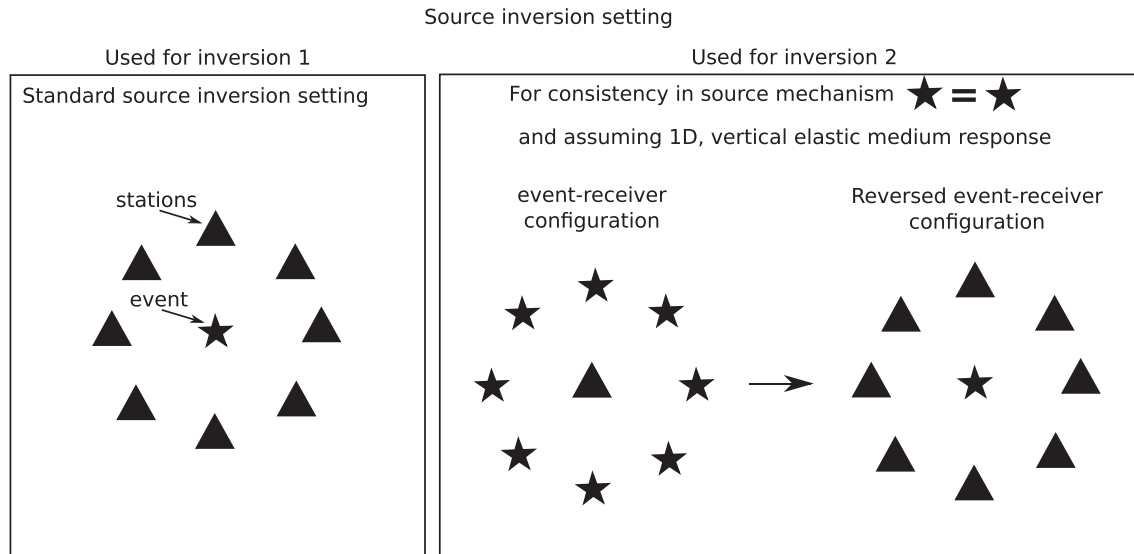 Source inversion setting
Used for inversion 1
Standard source inversion setting
stations
event
Used for inversion 2
For consistency in source mechanism ★ = ★
and assuming 1D, vertical elastic medium response
event-receiver
configuration
Reversed event-receiver
configuration